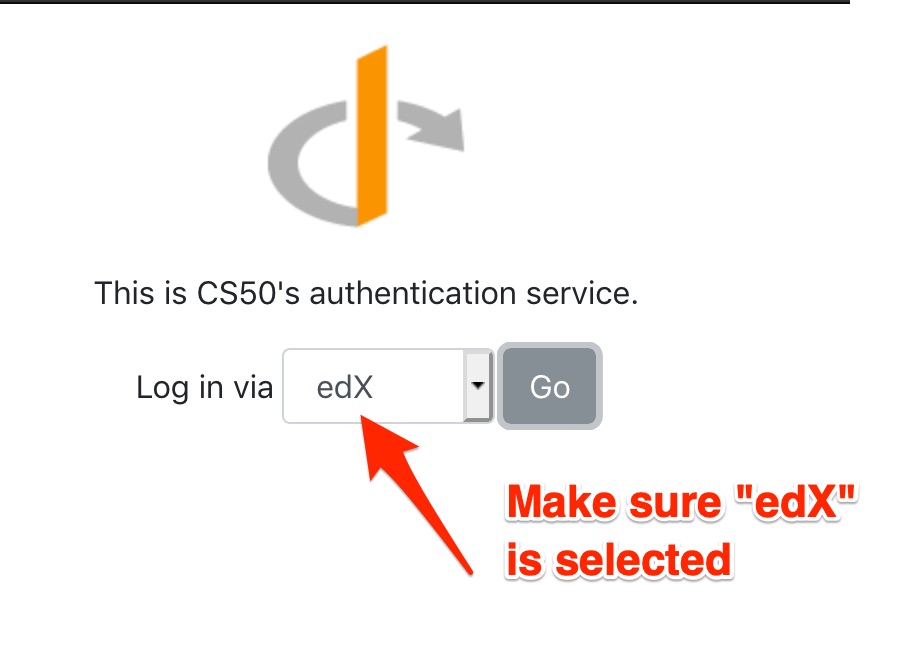 This is CS50's authentication service.
Log in via edX Go
Make sure "edX"
is selected